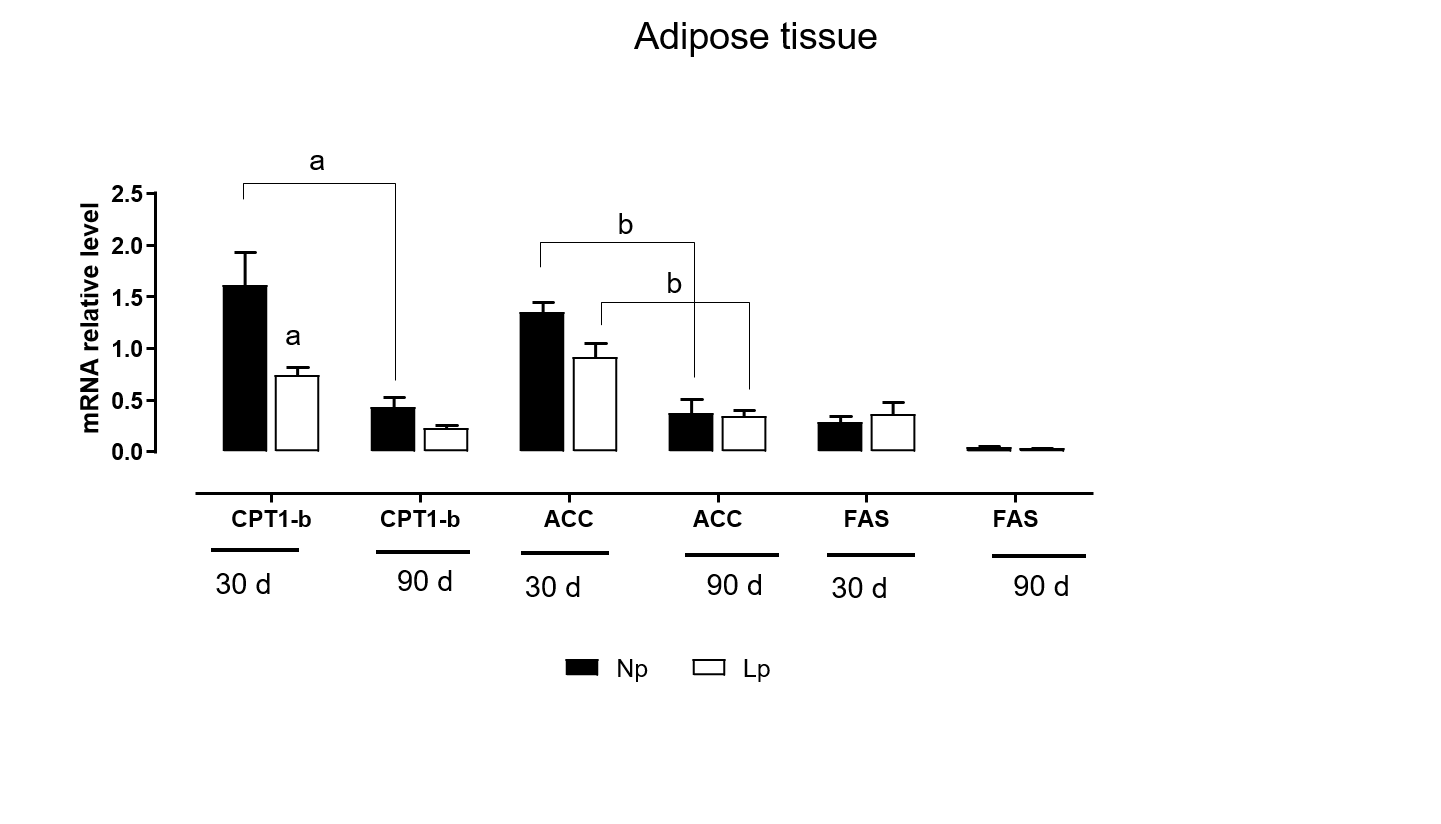 Adipose tissue
a
2.5
b
2.0
b
1.5
a
1.0
0.5
0.0
mRNA relative level
CPT1-b CPT1-b ACC ACC FAS FAS
30 d 90 d 30 d 90 d 30 d 90 d
Np Lp